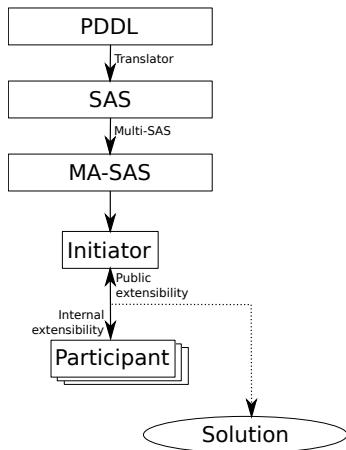 PDDL
Translator
SAS
Multi-SAS
MA-SAS
Initiator
Public
extensibility
Internal
extensibility
Participant
Solution